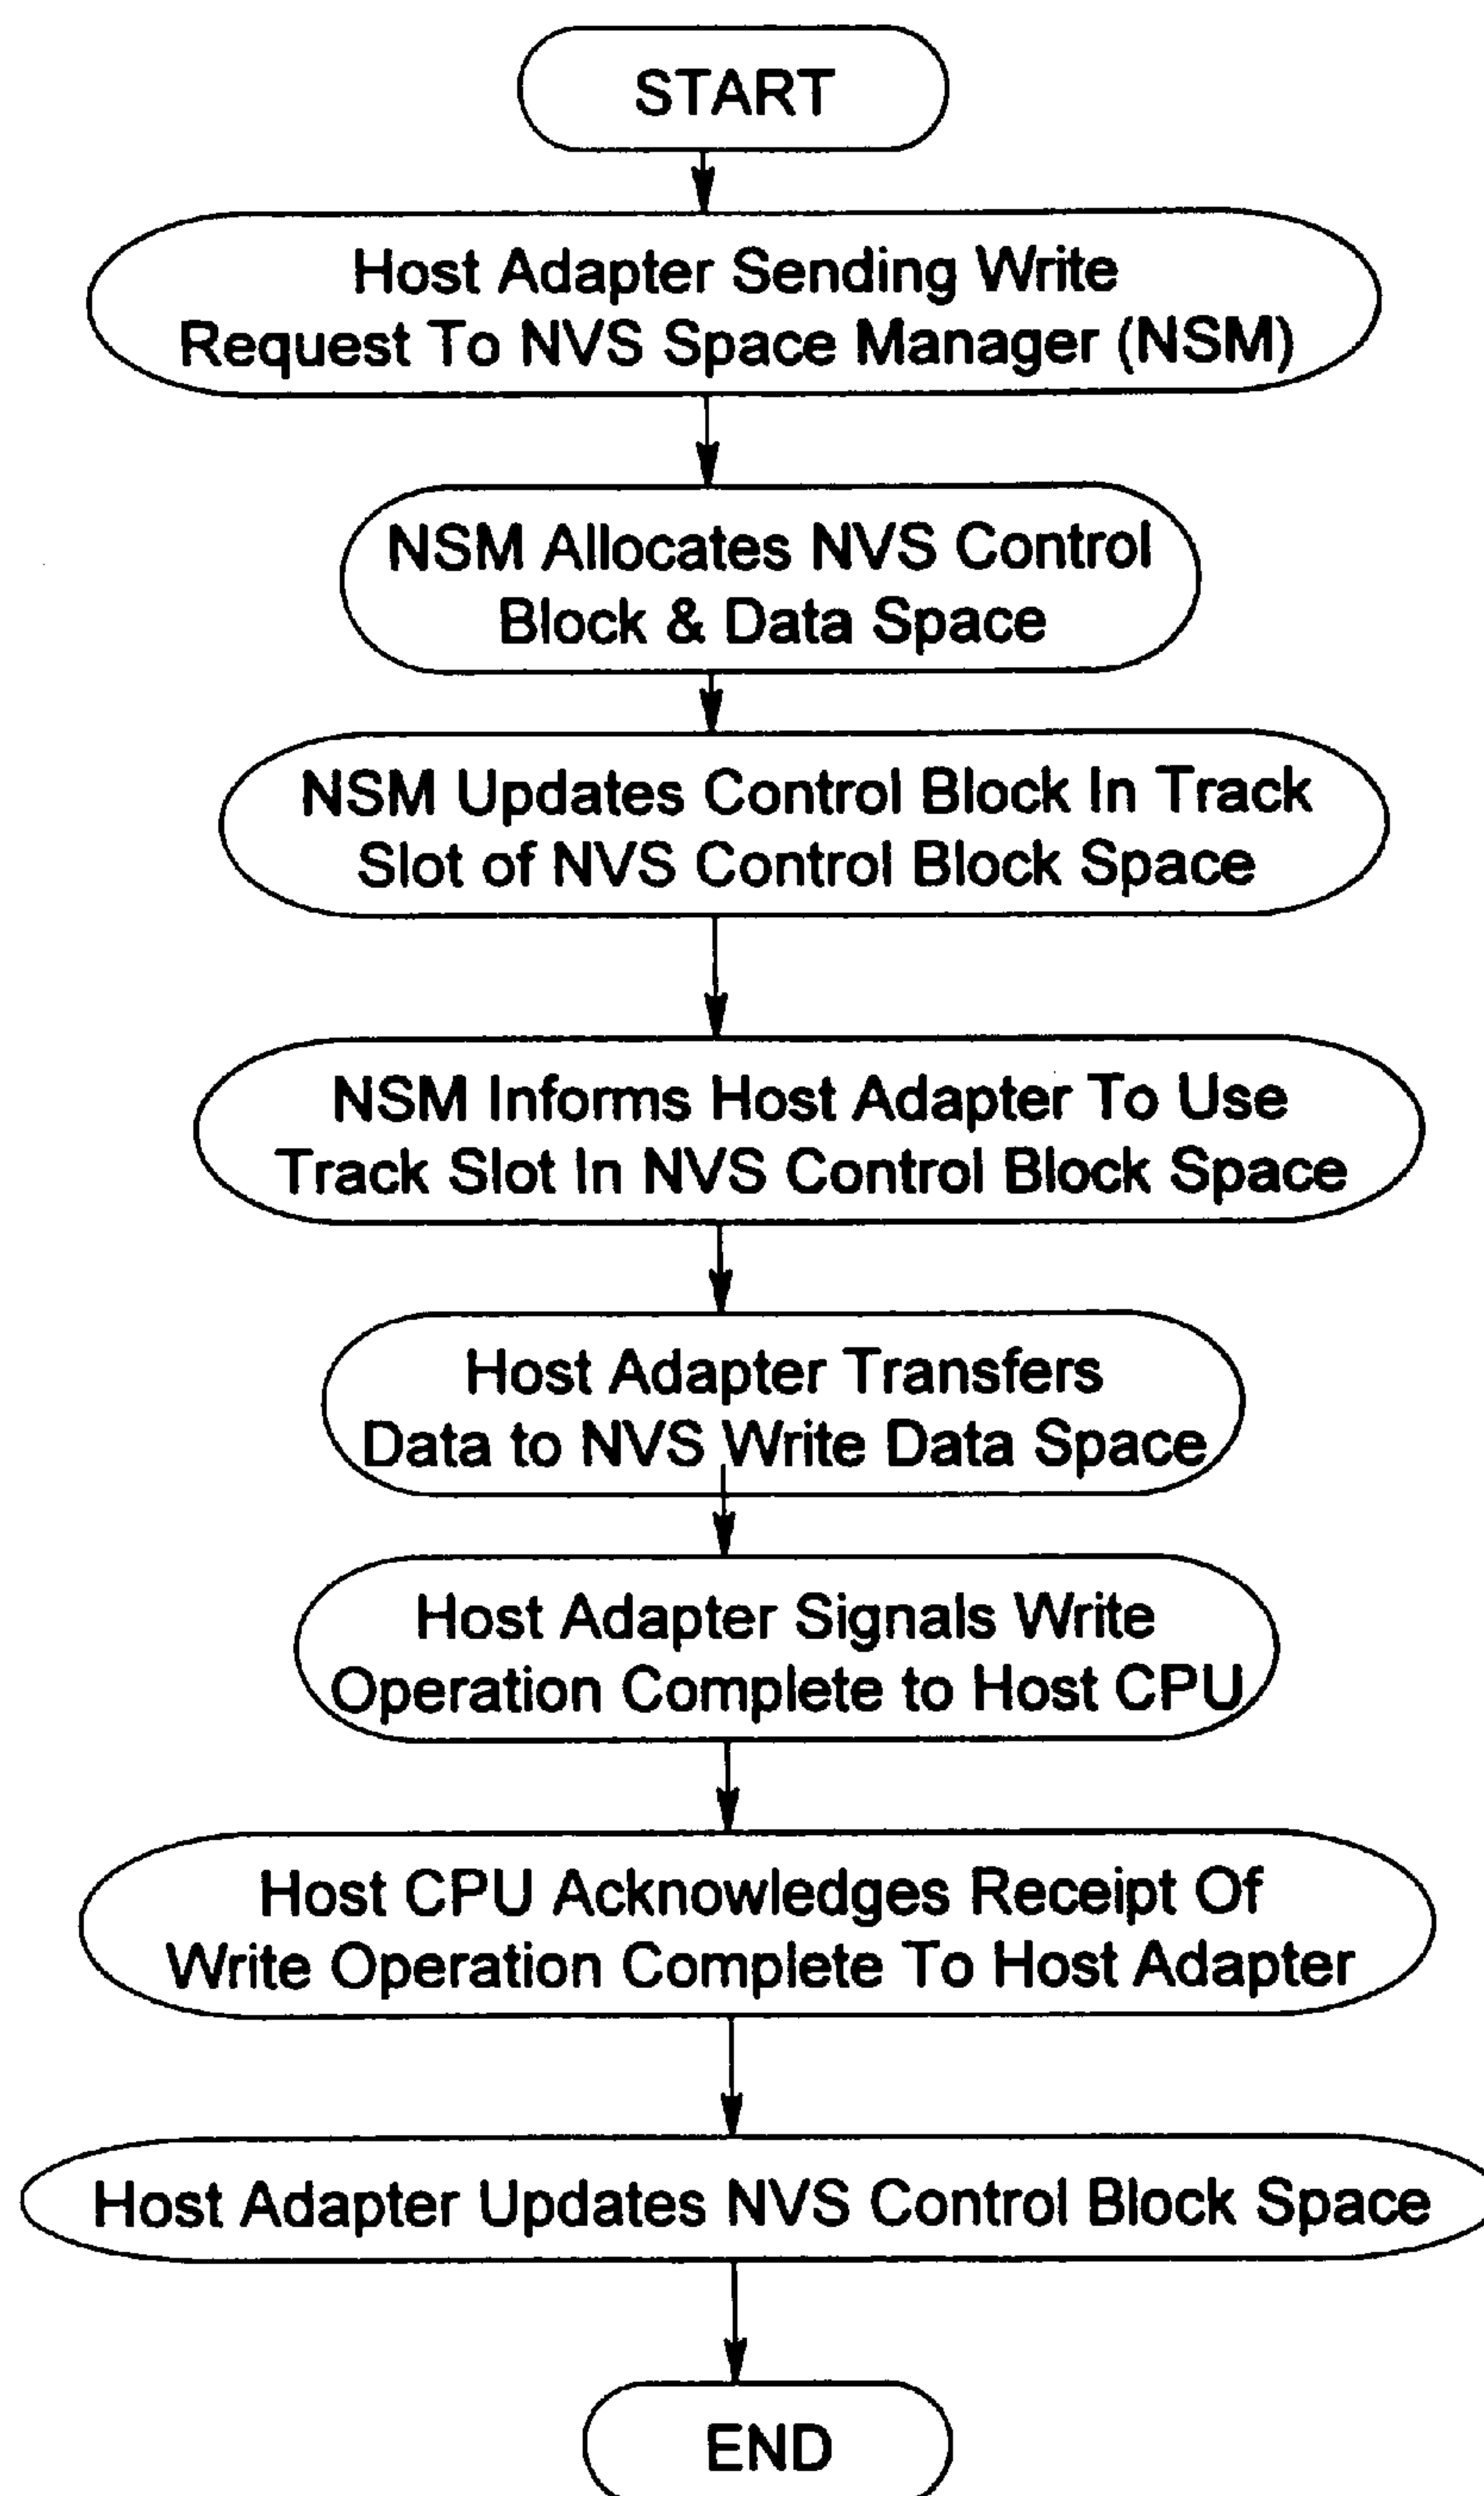 START
Host Adapter Sending Write
Request To NVS Space Manager (NSM)
NSM Allocates NVS Control
Block & Data Space
NSM Updates Control Block In Track
Slot of NVS Control Block Space
NSM Informs Host Adapter To Use
Track Slot In NVS Control Block Space
Host Adapter Transfers
Data to NVS Write Data Space
Host Adapter Signals Write
Operation Complete to Host CPU
Host CPU Acknowledges Receipt Of
Write Operation Complete To Host Adapter
Host Adapter Updates NVS Control Block Space
END